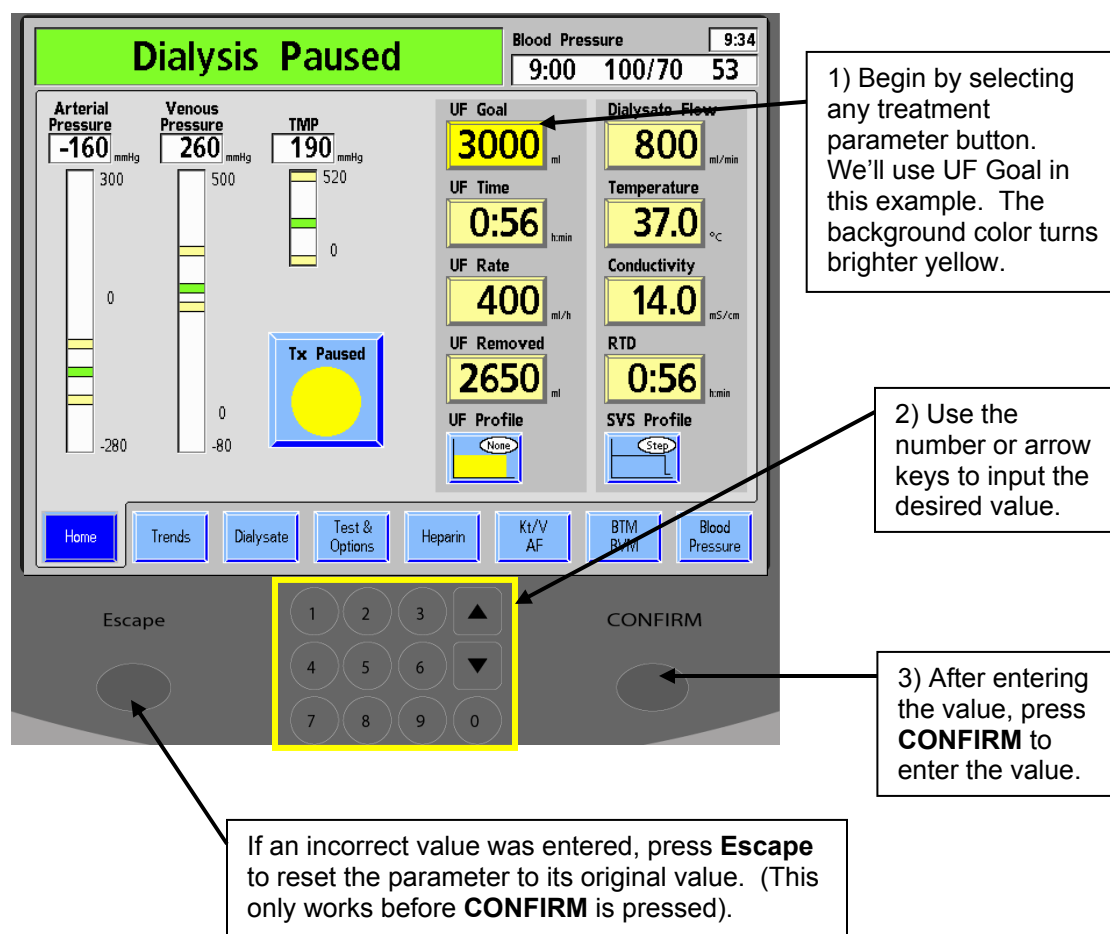 Dialysis Paused
Blood Pressure
9:34
9:00 100/70 53
Arterial
Pressure
-160 mmHg
300
0
-280
Venous
Pressure
260 mmHg
500
0
-80
TMP
190 mmHg
520
0
Tx Paused
UF Goal
3000 ml
UF Time
0:56 h:min
UF Rate
400 ml/h
UF Removed
2650 ml
UF Profile
None
Dialysate Flow
800 ml/min
Temperature
37.0 °C
Conductivity
14.0 mS/cm
RTD
0:56 h:min
SVS Profile
Step
Home
Trends
Dialysate
Test &
Options
Heparin
Kt/V
AF
BTM
BVM
Blood
Pressure
Escape
1 2 3 ▲
4 5 6 ▼
7 8 9 0
CONFIRM
1) Begin by selecting
any treatment
parameter button.
We'll use UF Goal in
this example. The
background color turns
brighter yellow.
2) Use the
number or arrow
keys to input the
desired value.
3) After entering
the value, press
CONFIRM to
enter the value.
If an incorrect value was entered, press Escape
to reset the parameter to its original value. (This
only works before CONFIRM is pressed).